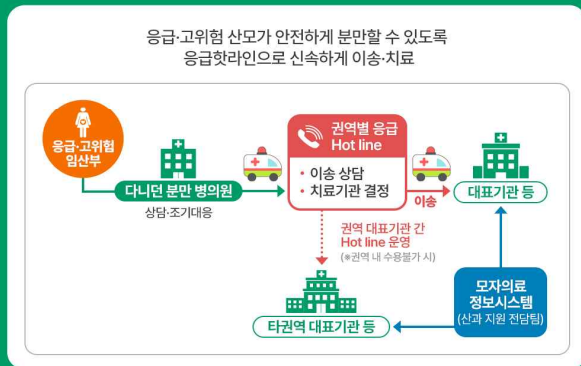 응급·고위험 산모가 안전하게 분만할 수 있도록
응급핫라인으로 신속하게 이송·치료
응급·고위험
임산부
다니던 분만 병의원
상담·조기대응
권역별 응급
Hot line
• 이송 상담
• 치료기관 결정
이송
대표기관 등
권역 대표기관 간
Hot line 운영
(※권역 내 수용불가 시)
타권역 대표기관 등
모자의료
정보시스템
(산과 지원 전담팀)